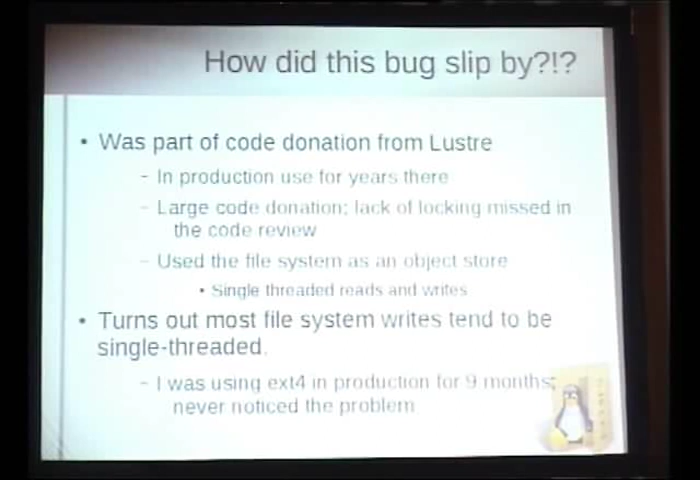 How did this bug slip by?!?
• Was part of code donation from Lustre
- In production use for years there
- Large code donation; lack of locking missed in
the code review
- Used the file system as an object store
• Single threaded reads and writes
• Turns out most file system writes tend to be
single-threaded.
- I was using ext4 in production for 9 months;
never noticed the problem